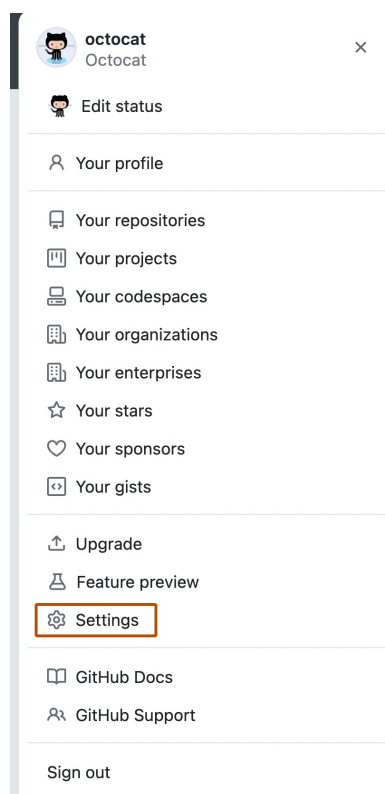 octocat
Octocat
Edit status
Your profile
Your repositories
Your projects
Your codespaces
Your organizations
Your enterprises
Your stars
Your sponsors
Your gists
Upgrade
Feature preview
Settings
GitHub Docs
GitHub Support
Sign out